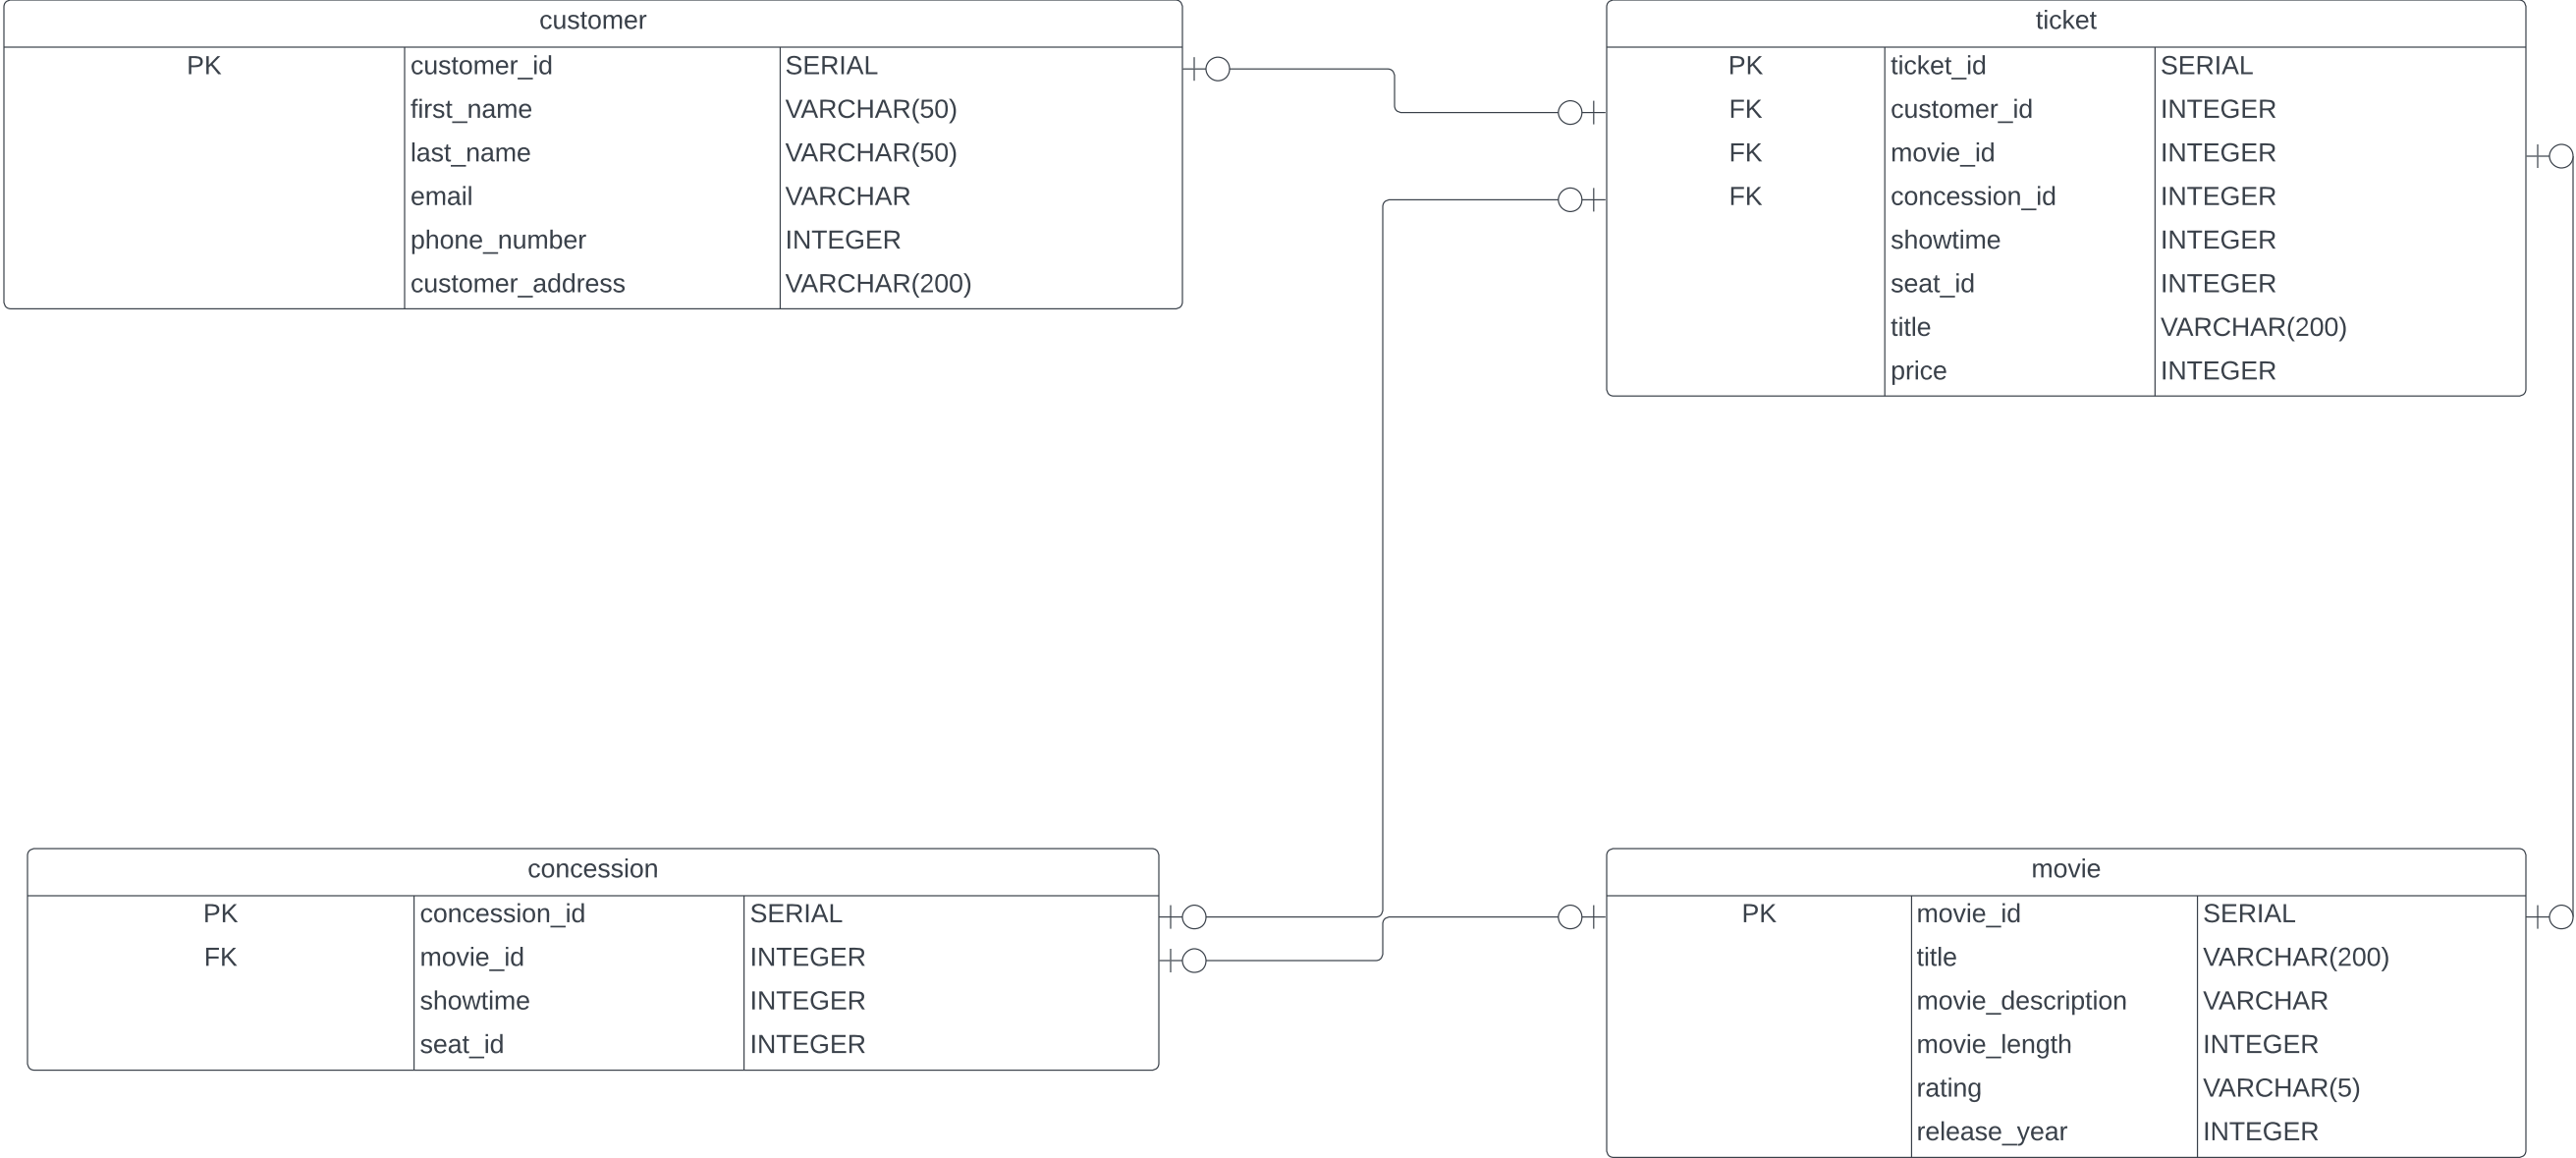 customer
PK customer_id SERIAL
first_name VARCHAR(50)
last_name VARCHAR(50)
email VARCHAR
phone_number INTEGER
customer_address VARCHAR(200)
ticket
PK ticket_id SERIAL
FK customer_id INTEGER
FK movie_id INTEGER
FK concession_id INTEGER
showtime INTEGER
seat_id INTEGER
title VARCHAR(200)
price INTEGER
concession
PK concession_id SERIAL
FK movie_id INTEGER
showtime INTEGER
seat_id INTEGER
movie
PK movie_id SERIAL
title VARCHAR(200)
movie_description VARCHAR
movie_length INTEGER
rating VARCHAR(5)
release_year INTEGER